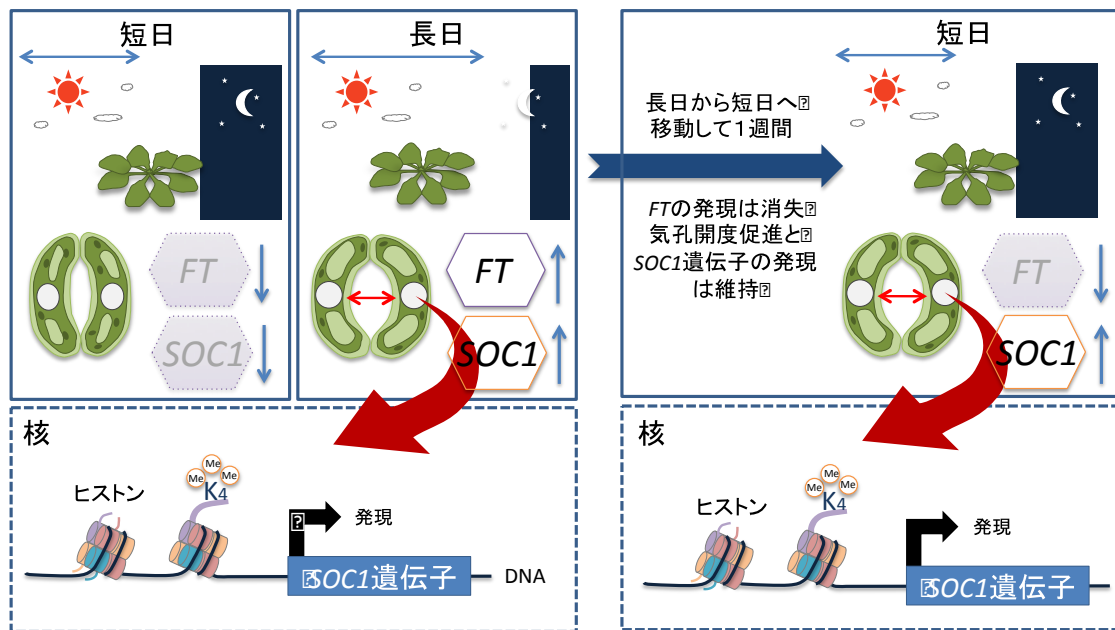 短日
FT
SOC1
長日
FT
SOC1
長日から短日へ
移動して1週間
FTの発現は消失
気孔開度促進と
SOC1遺伝子の発現
は維持
短日
FT
SOC1
核
ヒストン
Me
Me
Me
K4
発現
SOC1遺伝子
DNA
核
ヒストン
Me
Me
Me
K4
発現
SOC1遺伝子